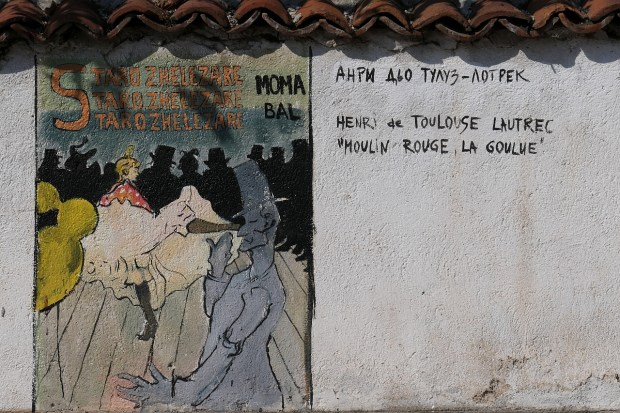 STARO ZHELEZARE
STARO ZHELEZARE
STARO ZHELEZARE
MOMA
BAL
АНРИ ДЬО ТУЛУЗ-ЛОТРЕК
HENRI de TOULOUSE LAUTREC
"MOULIN ROUGE, LA GOULUE"